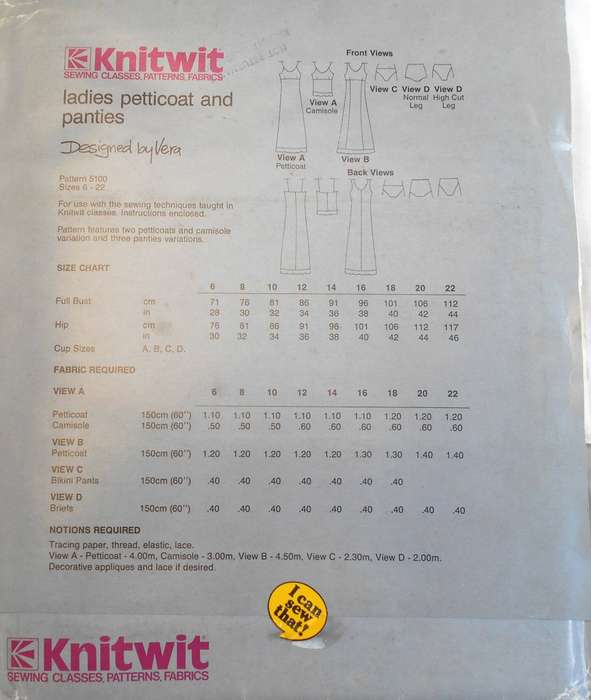 Knitwit
SEWING CLASSES, PATTERNS, FABRICS
ladies petticoat and
panties
Designed by Vera
Pattern 5100
Sizes 6 - 22
For use with the sewing techniques taught in
Knitwit classes. Instructions enclosed.
Pattern features two petticoats and camisole
variation and three panties variations.
Front Views
View A
Camisole
View C View D View D
Normal Leg High Cut Leg
View A
Petticoat
View B
Back Views
SIZE CHART
6 8 10 12 14 16 18 20 22
Full Bust cm 71 76 81 86 91 96 101 106 112
in 28 30 32 34 36 38 40 42 44
Hip cm 76 81 86 91 96 101 106 112 117
in 30 32 34 36 38 40 42 44 46
Cup Sizes A, B, C, D.
FABRIC REQUIRED
VIEW A 6 8 10 12 14 16 18 20 22
Petticoat 150cm (60") 1.10 1.10 1.10 1.10 1.10 1.10 1.20 1.20 1.20
Camisole 150cm (60") .50 .50 .50 .60 .60 .60 .60 .60 .60
VIEW B
Petticoat 150cm (60") 1.20 1.20 1.20 1.20 1.20 1.30 1.30 1.40 1.40
VIEW C
Bikini Pants 150cm (60") .40 .40 .40 .40 .40 .40 .40
VIEW D
Briefs 150cm (60") .40 .40 .40 .40 .40 .40 .40 .40 .40
NOTIONS REQUIRED
Tracing paper, thread, elastic, lace.
View A - Petticoat - 4.00m, Camisole - 3.00m, View B - 4.50m, View C - 2.30m, View D - 2.00m.
Decorative appliques and lace if desired.
I can
sew
that!
Knitwit
SEWING CLASSES, PATTERNS, FABRICS